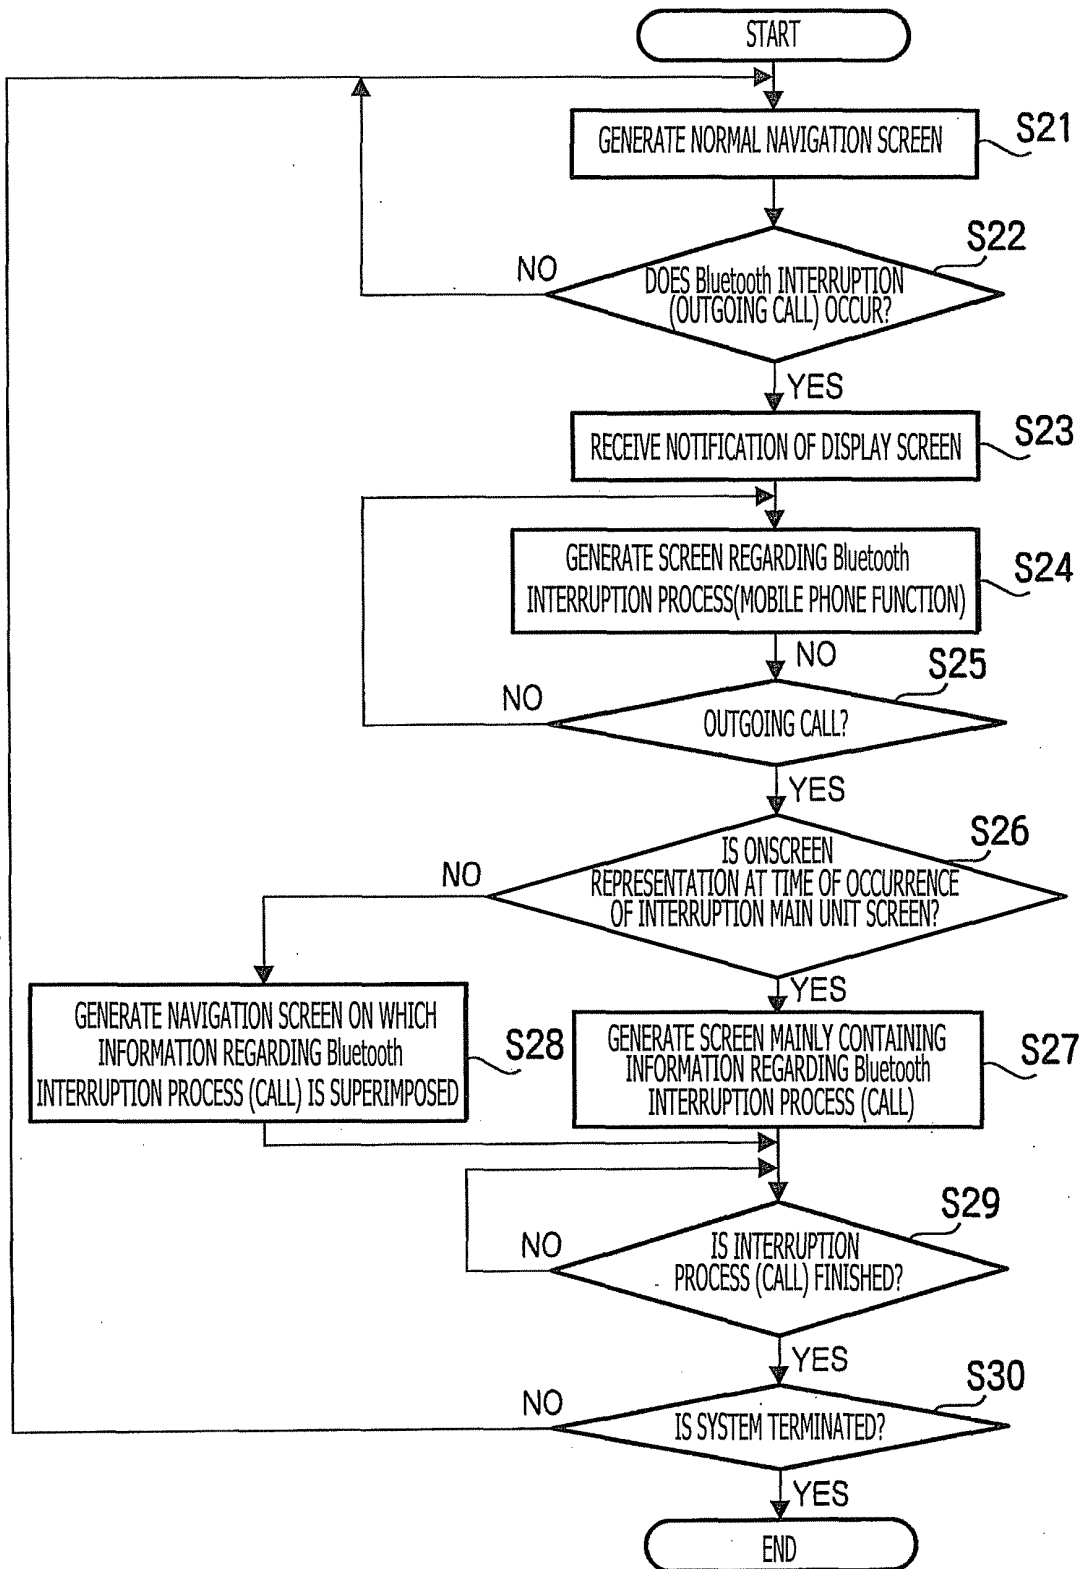 START
GENERATE NORMAL NAVIGATION SCREEN
S21
S22
NO
DOES Bluetooth INTERRUPTION
(OUTGOING CALL) OCCUR?
YES
RECEIVE NOTIFICATION OF DISPLAY SCREEN
S23
GENERATE SCREEN REGARDING Bluetooth
INTERRUPTION PROCESS(MOBILE PHONE FUNCTION)
S24
NO
S25
NO
OUTGOING CALL?
YES
S26
IS ONSCREEN
REPRESENTATION AT TIME OF OCCURRENCE
OF INTERRUPTION MAIN UNIT SCREEN?
NO
YES
GENERATE NAVIGATION SCREEN ON WHICH
INFORMATION REGARDING Bluetooth
INTERRUPTION PROCESS (CALL) IS SUPERIMPOSED
S28
GENERATE SCREEN MAINLY CONTAINING
INFORMATION REGARDING Bluetooth
INTERRUPTION PROCESS (CALL)
S27
S29
NO
IS INTERRUPTION
PROCESS (CALL) FINISHED?
YES
S30
NO
IS SYSTEM TERMINATED?
YES
END